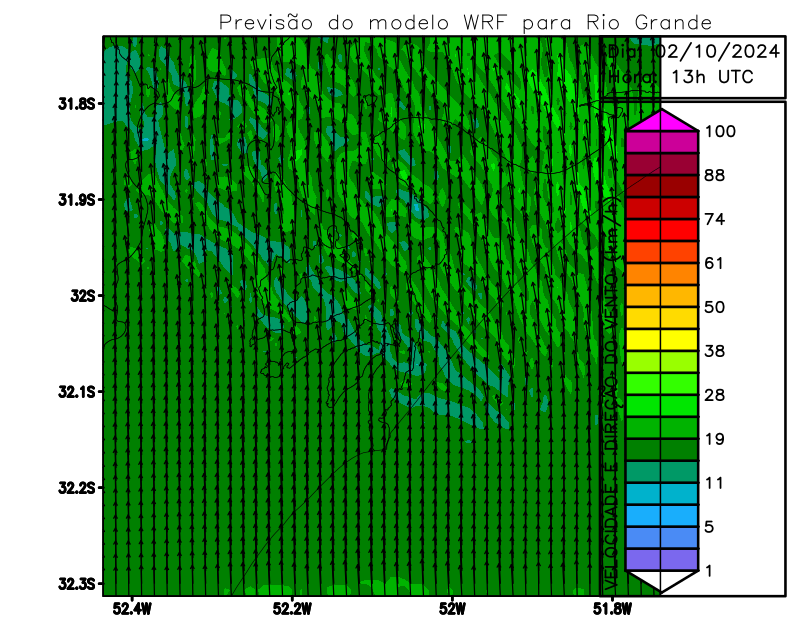 Previsão do modelo WRF para Rio Grande
Dia: 02/10/2024
Hora: 13h UTC
31.8S
31.9S
32S
32.1S
32.2S
32.3S
52.4W
52.2W
52W
51.8W
100
88
74
61
50
38
28
19
11
5
1
VELOCIDADE E DIREÇÃO DO VENTO (km/h)